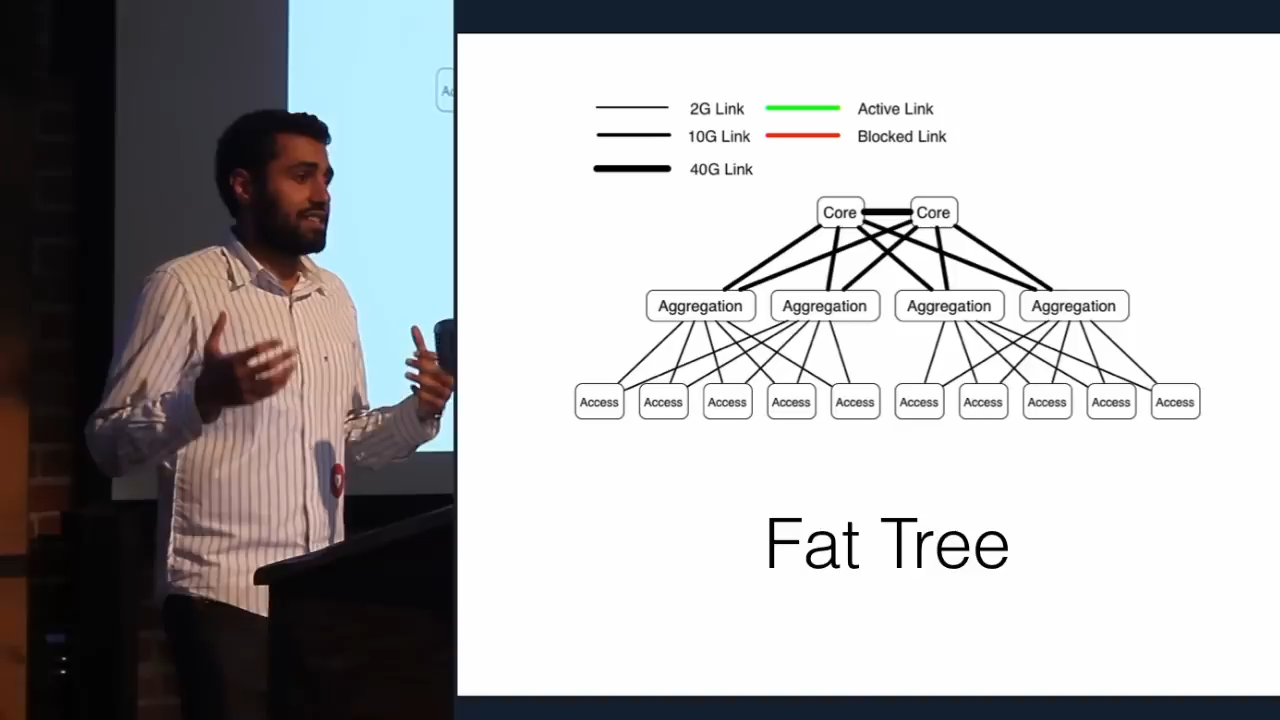 2G Link Active Link
10G Link Blocked Link
40G Link
Core Core
Aggregation Aggregation Aggregation Aggregation
Access Access Access Access Access Access Access Access Access Access
Fat Tree